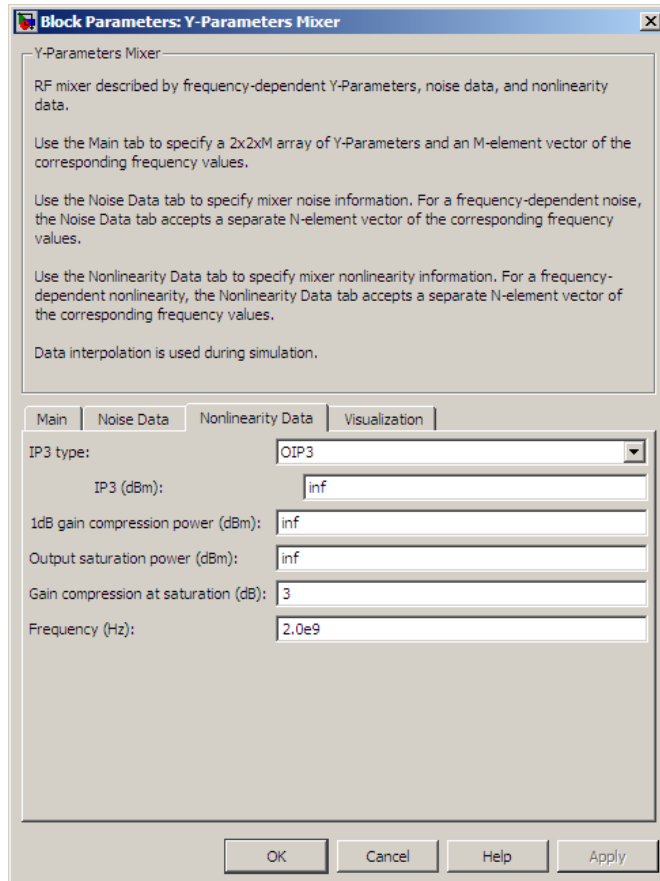 Block Parameters: Y-Parameters Mixer
Y-Parameters Mixer
RF mixer described by frequency-dependent Y-Parameters, noise data, and nonlinearity
data.
Use the Main tab to specify a 2x2xM array of Y-Parameters and an M-element vector of the
corresponding frequency values.
Use the Noise Data tab to specify mixer noise information. For a frequency-dependent noise,
the Noise Data tab accepts a separate N-element vector of the corresponding frequency
values.
Use the Nonlinearity Data tab to specify mixer nonlinearity information. For a frequency-
dependent nonlinearity, the Nonlinearity Data tab accepts a separate N-element vector of
the corresponding frequency values.
Data interpolation is used during simulation.
Main Noise Data Nonlinearity Data Visualization
IP3 type: OIP3
IP3 (dBm): inf
1dB gain compression power (dBm): inf
Output saturation power (dBm): inf
Gain compression at saturation (dB): 3
Frequency (Hz): 2.0e9
OK Cancel Help Apply